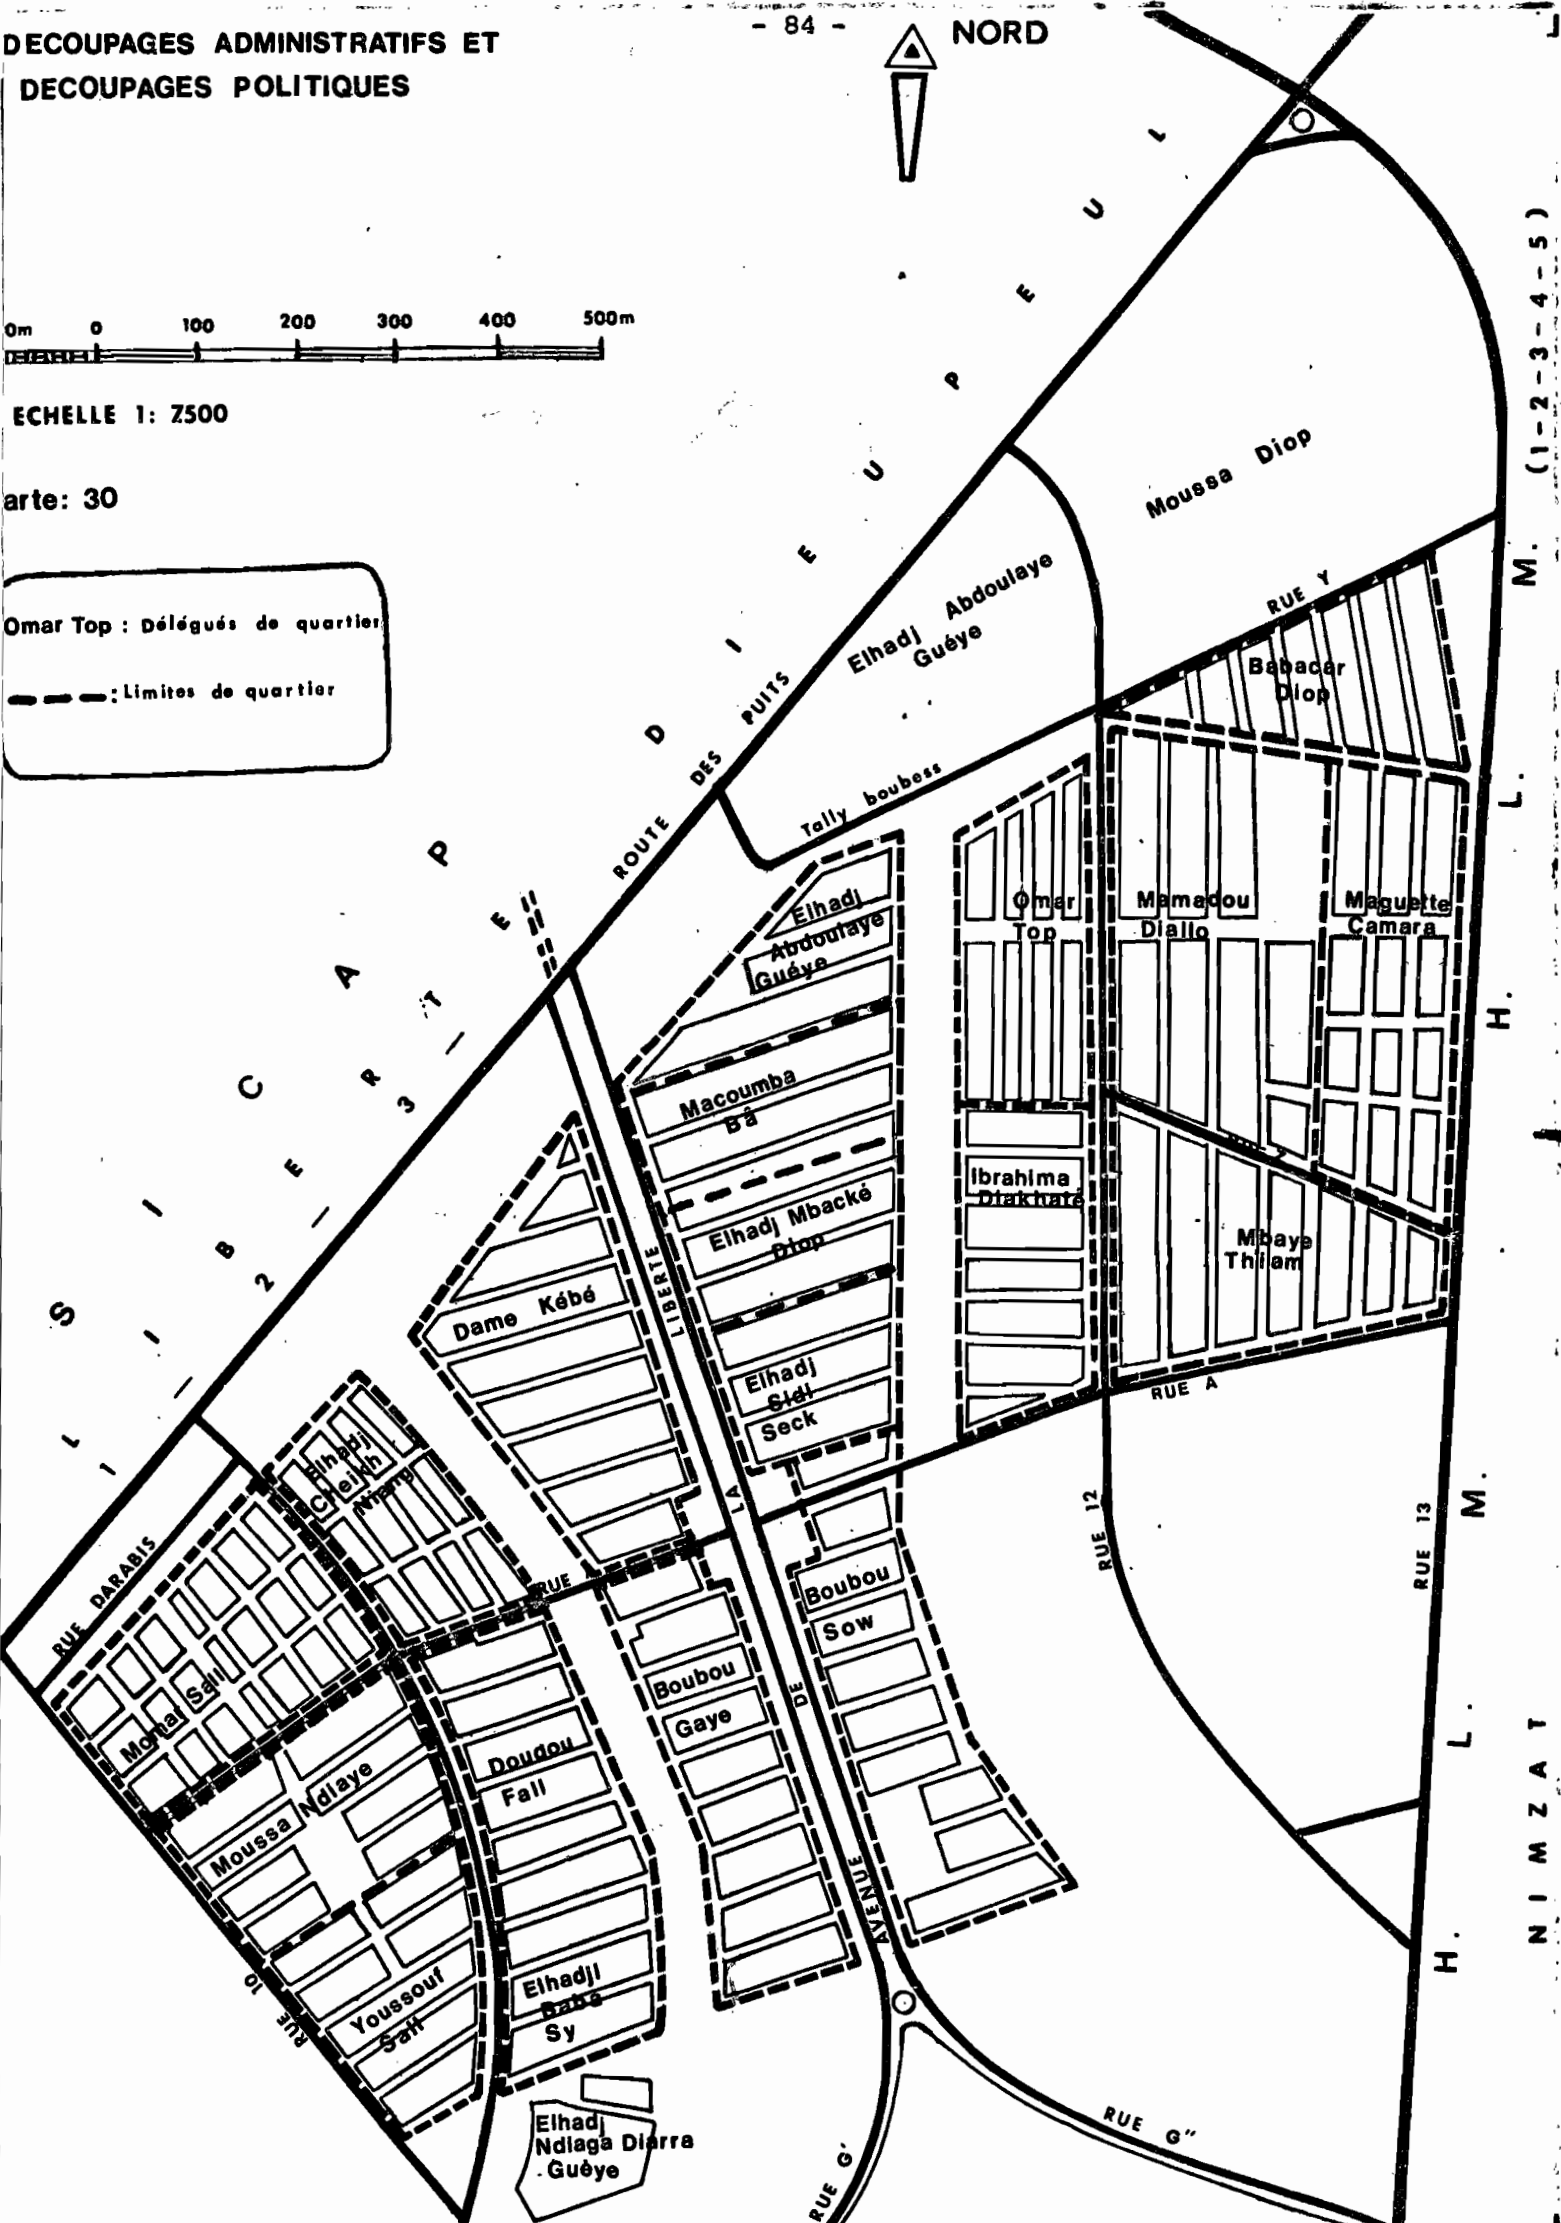 - 84 -
DECOUPAGES ADMINISTRATIFS ET
DECOUPAGES POLITIQUES
NORD
0m 0 100 200 300 400 500m
ECHELLE 1: 7500
arte: 30
Omar Top : Délégués de quartier
: Limites de quartier
SICAP DIEUPEUL
SICAP LIBERTE
1 - 2 - 3 -
H. L. M. (1-2-3-4-5)
H. L. M. NIMZAT
Moussa Diop
Elhadj Abdoulaye
Guéye
RUE Y
Babacar
Diop
ROUTE DES PUITS
Tally boubess
Elhadj
Abdoulaye
Guéye
Omar
Top
Mamadou
Diallo
Maguette
Camara
Macoumba
Bâ
Ibrahima
Diakhaté
Elhadj Mbacké
Diop
Mbaye
Thiam
Dame Kébé
Elhadj
Sidi
Seck
RUE A
Elhadj
Cheikh
Niang
RUE DARABIS
RUE
AVENUE DE LA LIBERTE
RUE 12
RUE 13
Boubou
Sow
Boubou
Gaye
Momar Sall
Moussa Ndiaye
Doudou
Fall
Youssouf
Sall
Elhadji
Baba
Sy
RUE 10
Elhadj
Ndiaga Diarra
Guèye
RUE G'
RUE G''